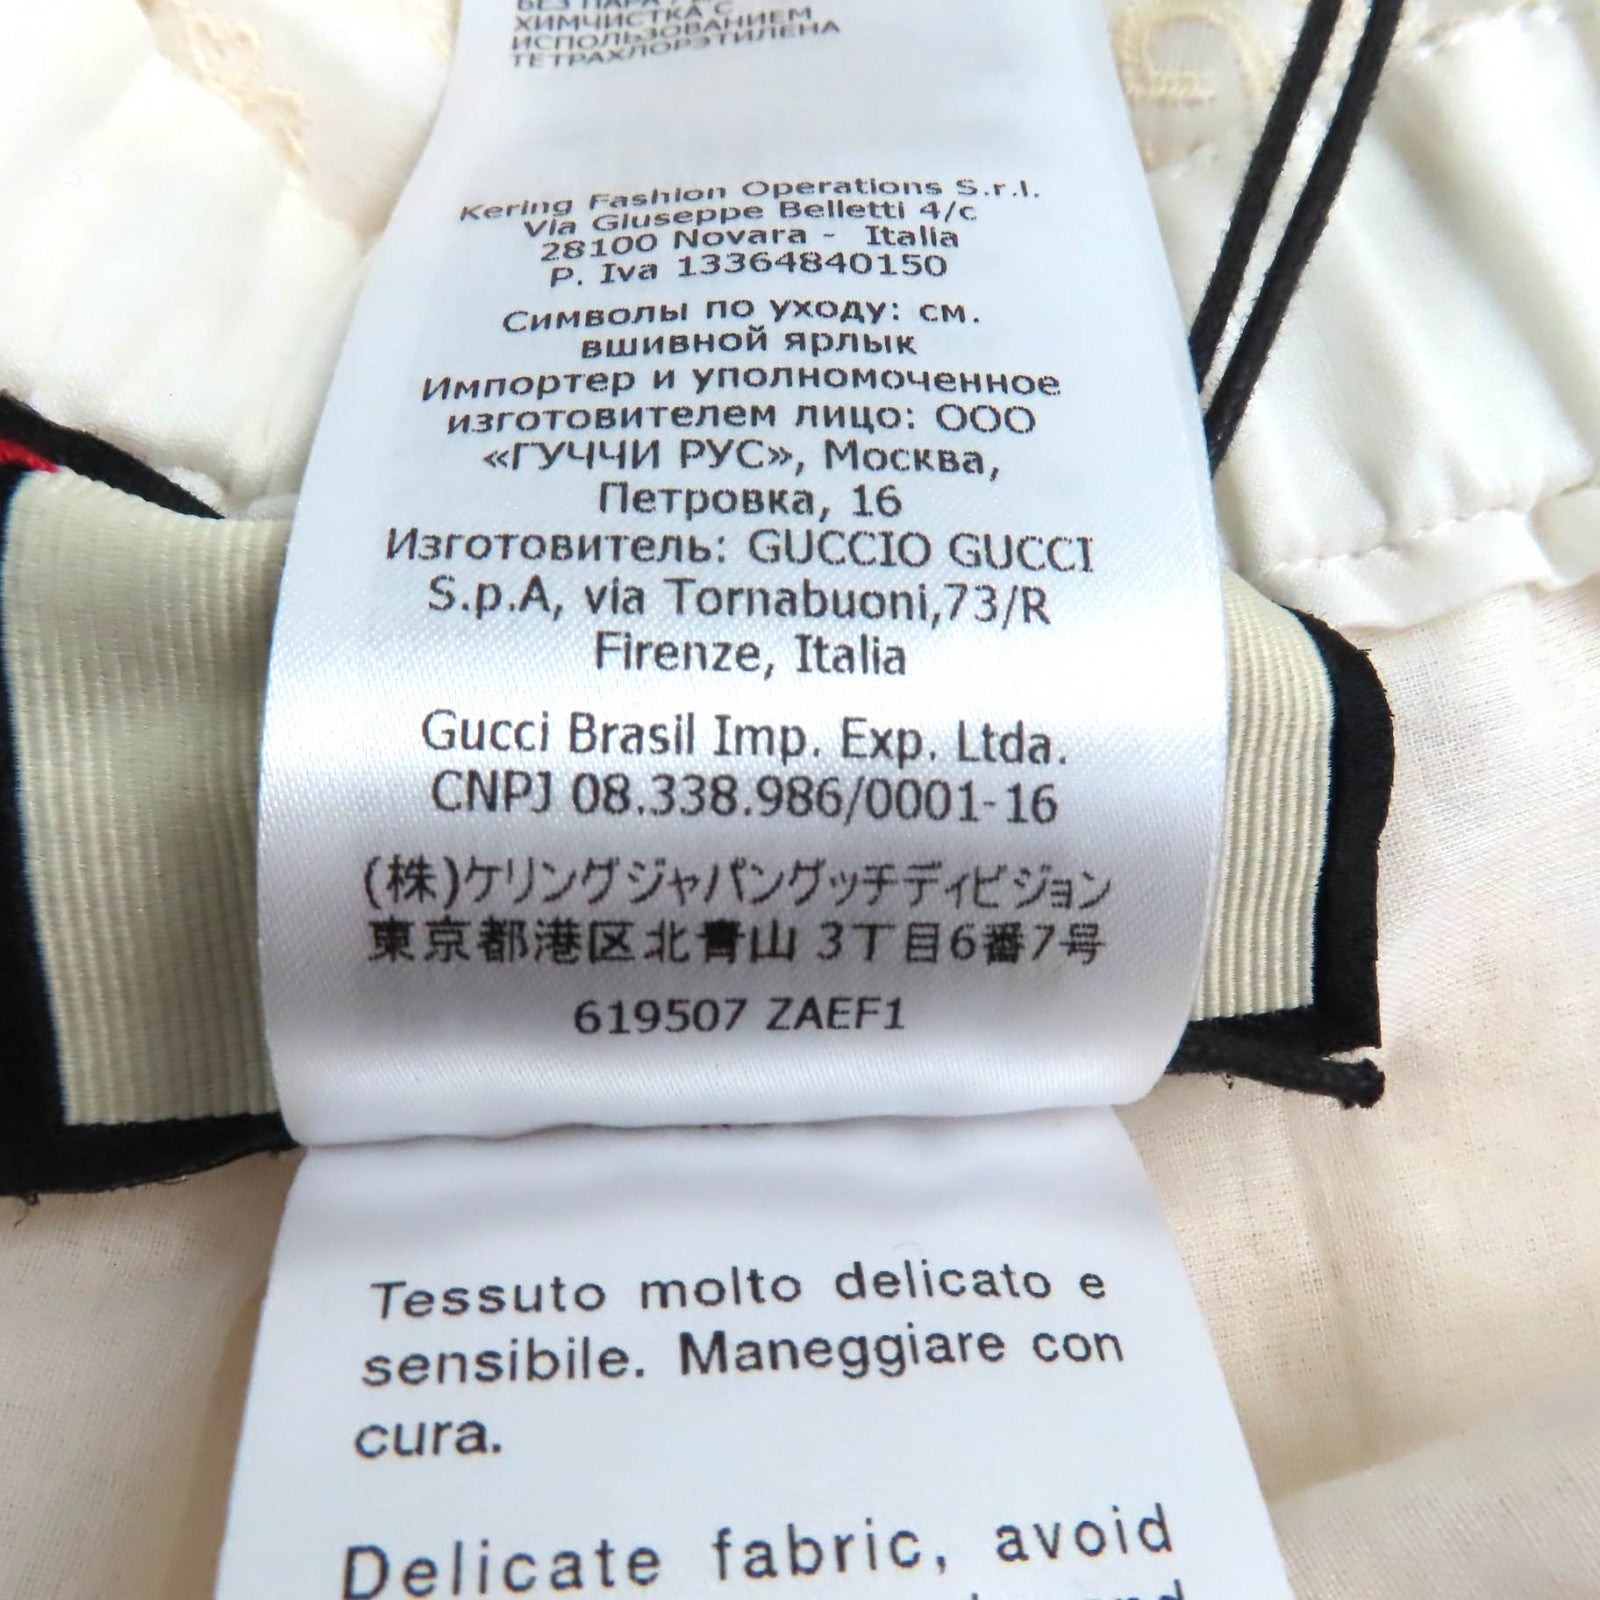 ХИМЧИСТКА С
ИСПОЛЬЗОВАНИЕМ
ТЕТРАХЛОРЭТИЛЕНА
Kering Fashion Operations S.r.l.
Via Giuseppe Belletti 4/c
28100 Novara - Italia
P. Iva 13364840150
Символы по уходу: см.
вшивной ярлык
Импортер и уполномоченное
изготовителем лицо: ООО
«ГУЧЧИ РУС», Москва,
Петровка, 16
Изготовитель: GUCCIO GUCCI
S.p.A, via Tornabuoni,73/R
Firenze, Italia
Gucci Brasil Imp. Exp. Ltda.
CNPJ 08.338.986/0001-16
(株)ケリングジャパングッチディビジョン
東京都港区北青山 3丁目6番7号
619507 ZAEF1
Tessuto molto delicato e
sensibile. Maneggiare con
cura.
Delicate fabric, avoid